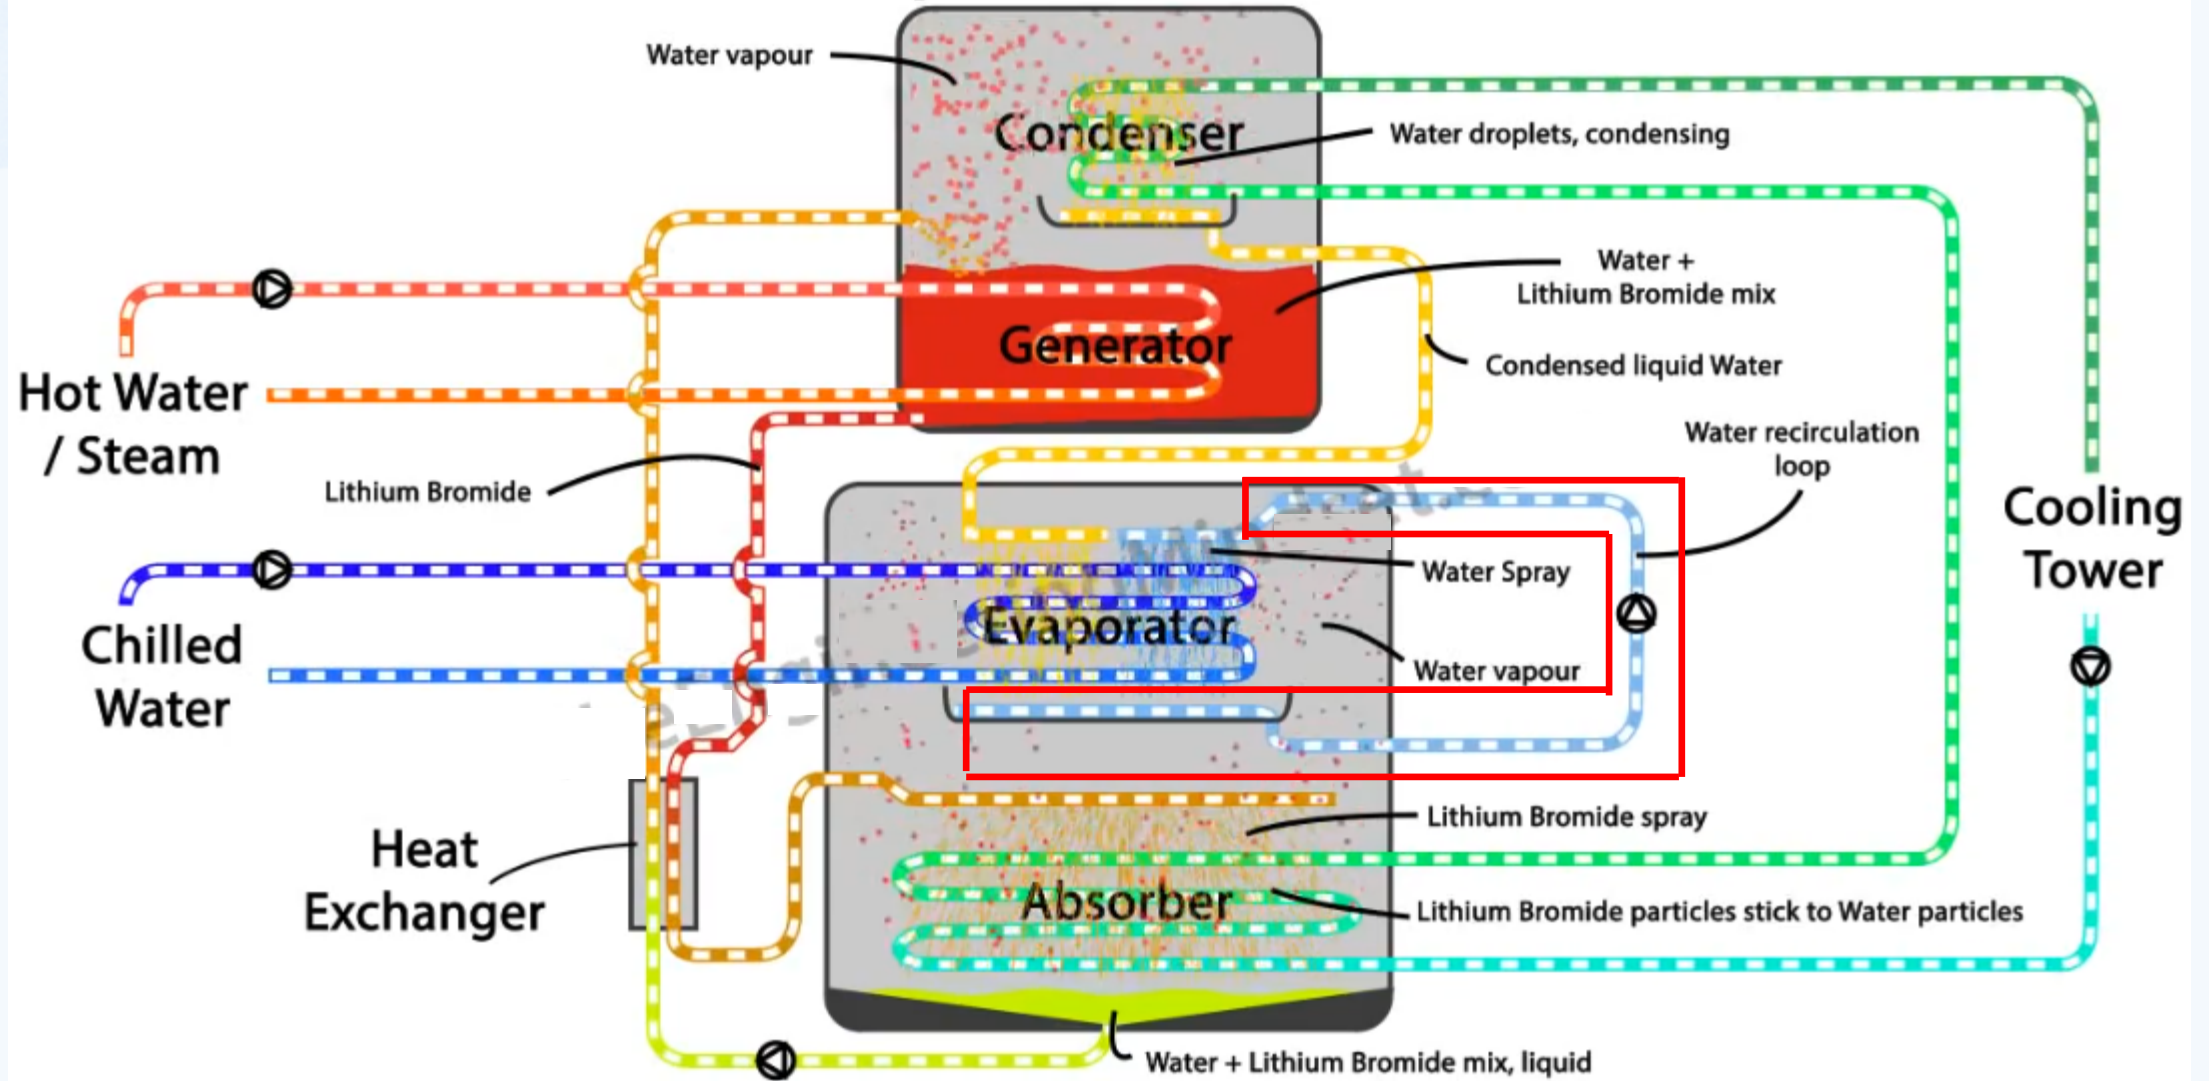 Water vapour
Condenser
Water droplets, condensing
Water +
Lithium Bromide mix
Generator
Condensed liquid Water
Hot Water
/ Steam
Water recirculation
loop
Lithium Bromide
Cooling
Tower
Water Spray
Evaporator
Chilled
Water
Water vapour
Lithium Bromide spray
Heat
Exchanger
Absorber
Lithium Bromide particles stick to Water particles
Water + Lithium Bromide mix, liquid